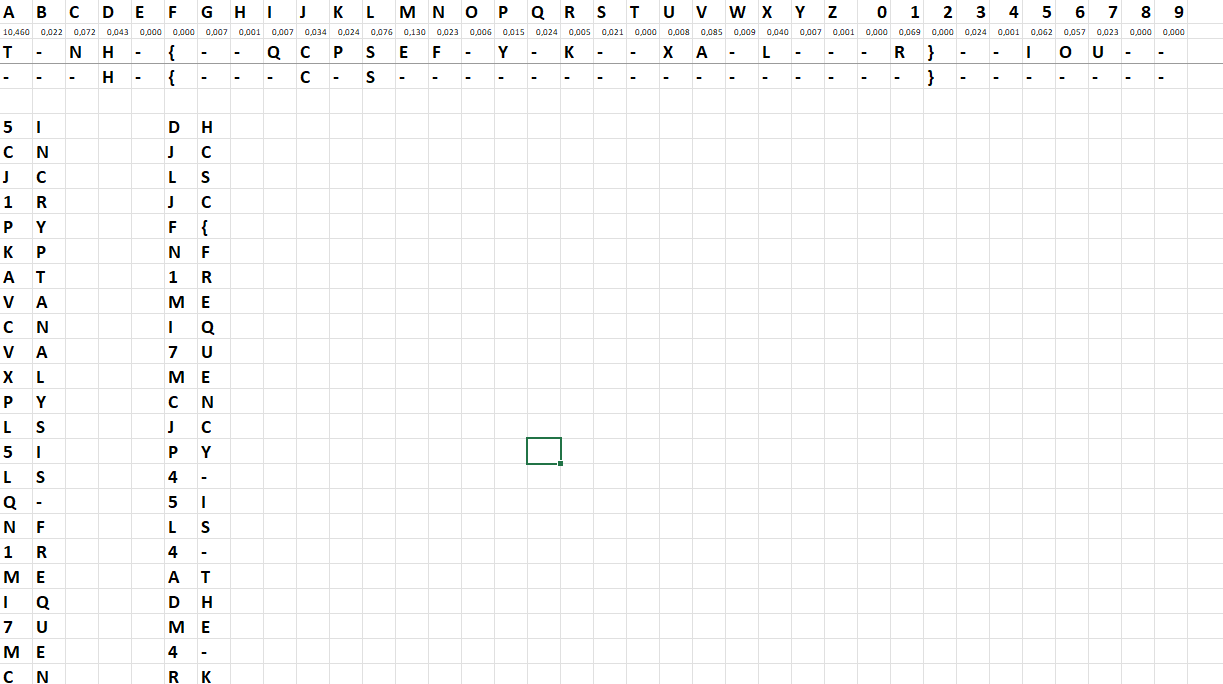 A B C D E F G H I J K L M N O P Q R S T U V W X Y Z 0 1 2 3 4 5 6 7 8 9
10,460 0,022 0,072 0,043 0,000 0,000 0,007 0,001 0,007 0,034 0,024 0,076 0,130 0,023 0,006 0,015 0,024 0,005 0,021 0,000 0,008 0,085 0,009 0,040 0,007 0,001 0,000 0,069 0,000 0,024 0,001 0,062 0,057 0,023 0,000 0,000
T - N H - { - - Q C P S E F - Y - K - - X A - L - - - R } - - I O U - -
- - - H - { - - - C - S - - - - - - - - - - - - - - - - } - - - - - - -
5 I D H
C N J C
J C L S
1 R J C
P Y F {
K P N F
A T 1 R
V A M E
C N I Q
V A 7 U
X L M E
P Y C N
L S J C
5 I P Y
L S 4 -
Q - 5 I
N F L S
1 R 4 -
M E A T
I Q D H
7 U M E
M E 4 -
C N R K